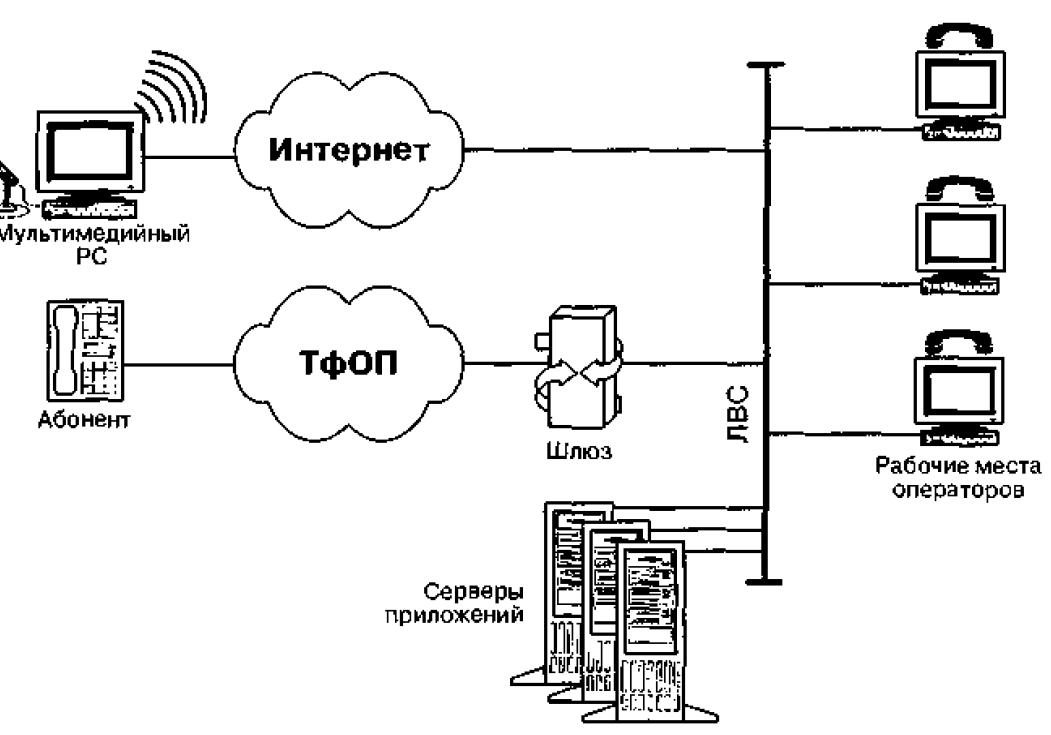 Интернет
Мультимедийный
PC
ТфОП
Абонент
Шлюз
ЛВС
Рабочие места
операторов
Серверы
приложений